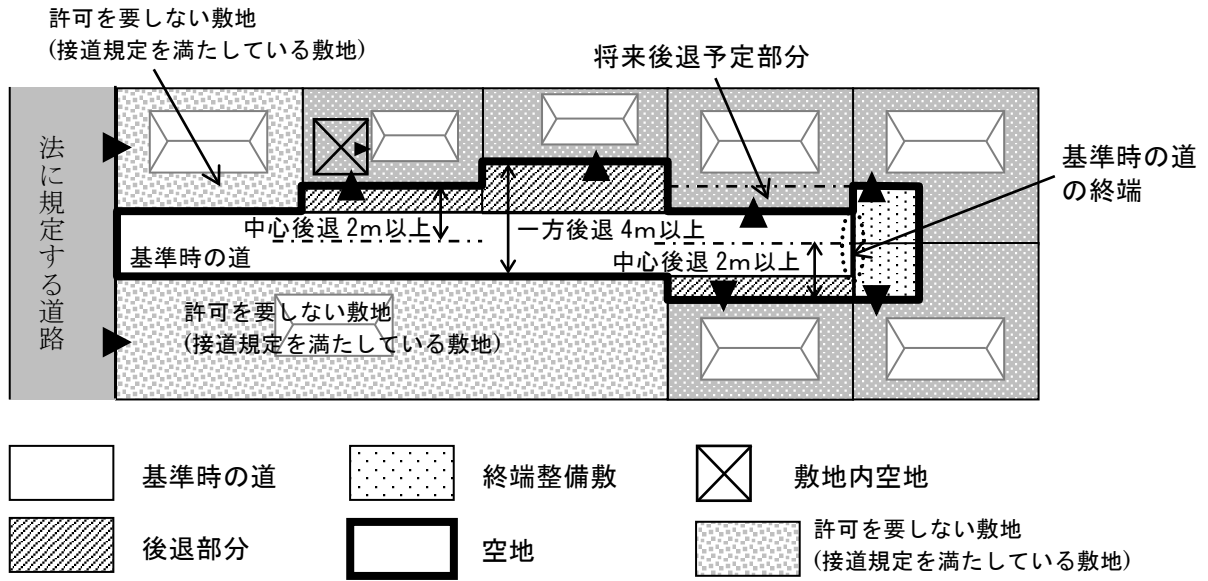 許可を要しない敷地
(接道規定を満たしている敷地)
将来後退予定部分
法に規定する道路
基準時の道
の終端
中心後退 2m以上
一方後退 4m以上
基準時の道
中心後退 2m以上
許可を要しない敷地
(接道規定を満たしている敷地)
基準時の道
終端整備敷
敷地内空地
後退部分
空地
許可を要しない敷地
(接道規定を満たしている敷地)